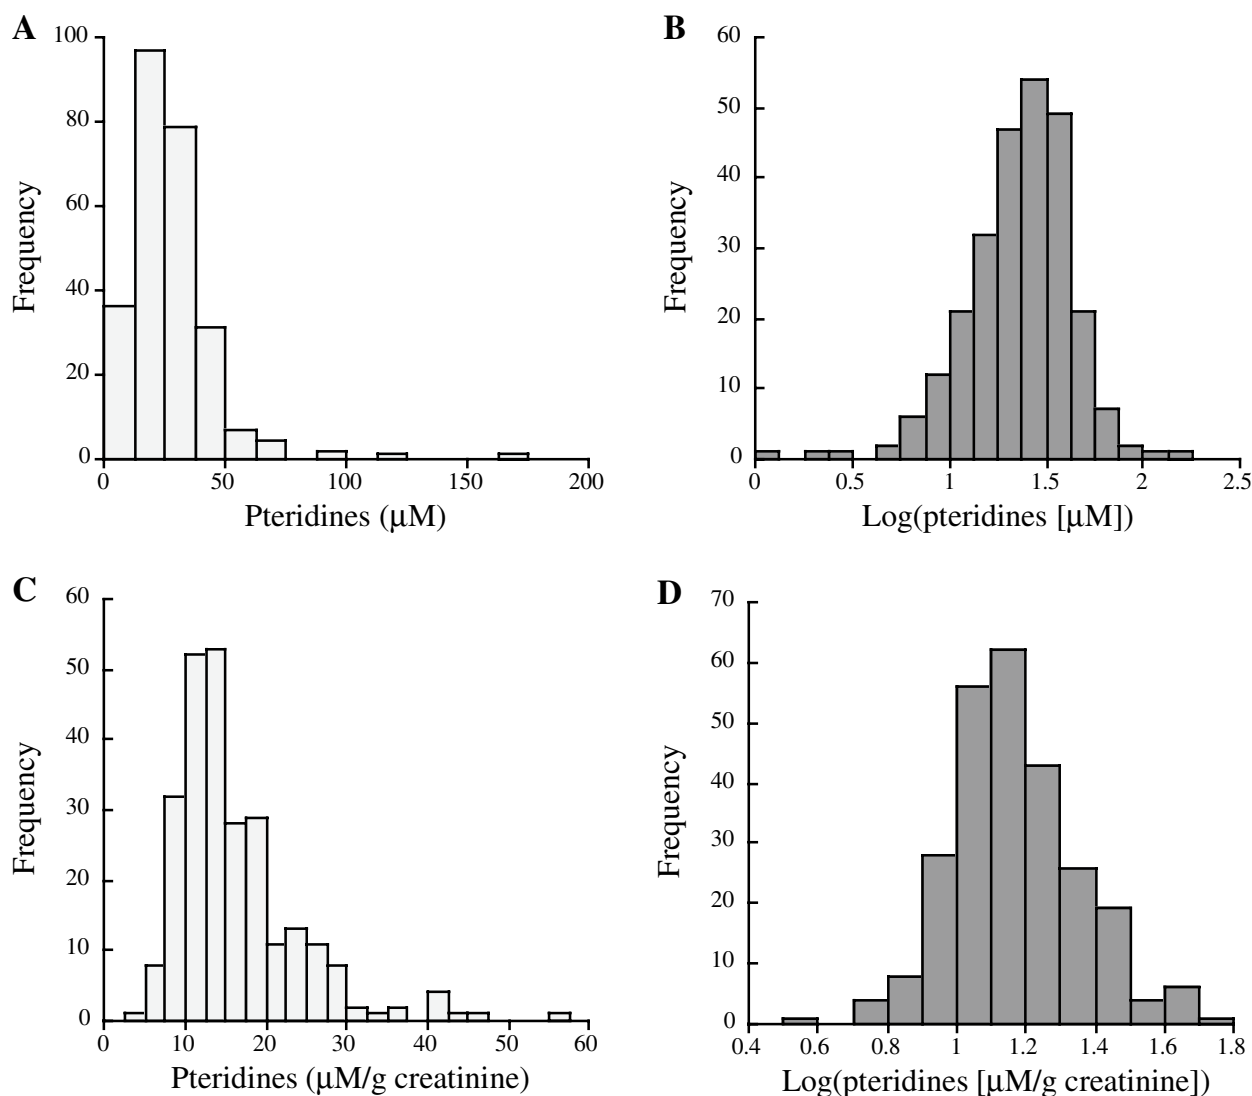 A
100
80
60
40
20
0
Frequency
0 50 100 150 200
Pteridines (μM)
B
60
50
40
30
20
10
0
Frequency
0 0.5 1 1.5 2 2.5
Log(pteridines [μM])
C
60
50
40
30
20
10
0
Frequency
0 10 20 30 40 50 60
Pteridines (μM/g creatinine)
D
70
60
50
40
30
20
10
0
Frequency
0.4 0.6 0.8 1 1.2 1.4 1.6 1.8
Log(pteridines [μM/g creatinine])